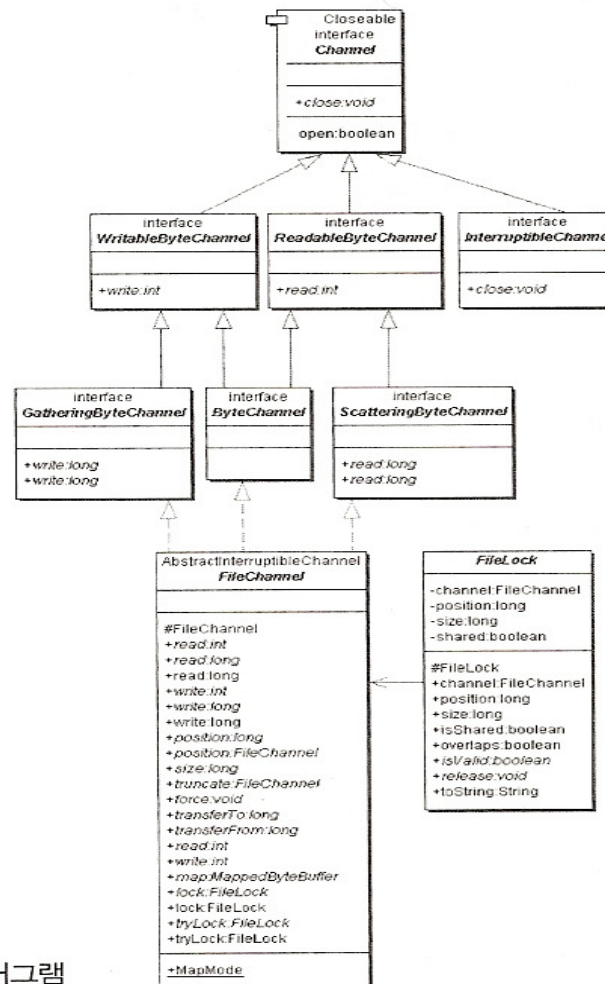 Closeable
interface
Channel
+close:void
open:boolean
interface
WritableByteChannel
+write:int
interface
ReadableByteChannel
+read:int
interface
InterruptibleChannel
+close:void
interface
GatheringByteChannel
+write:long
+write:long
interface
ByteChannel
interface
ScatteringByteChannel
+read:long
+read:long
AbstractInterruptibleChannel
FileChannel
#FileChannel
+read:int
+read:long
+read:long
+write:int
+write:long
+write:long
+position:long
+position:FileChannel
+size:long
+truncate:FileChannel
+force:void
+transferTo:long
+transferFrom:long
+read:int
+write:int
+map:MappedByteBuffer
+lock:FileLock
+lock:FileLock
+tryLock:FileLock
+tryLock:FileLock
+MapMode
FileLock
-channel:FileChannel
-position:long
-size:long
-shared:boolean
#FileLock
+channel:FileChannel
+position:long
+size:long
+isShared:boolean
+overlaps:boolean
+isValid:boolean
+release:void
+toString:String
그램